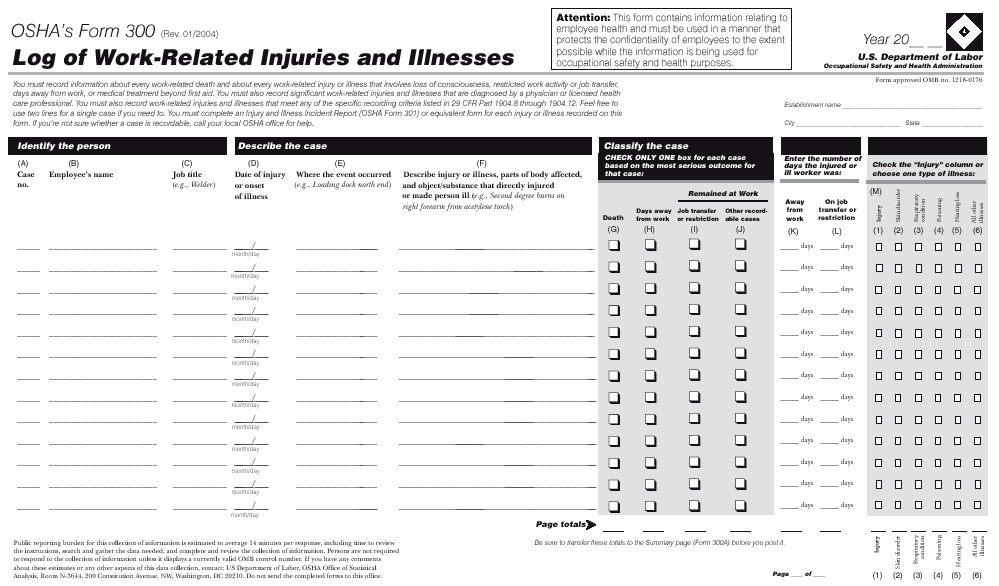 OSHA's Form 300 (Rev. 01/2004)
Log of Work-Related Injuries and Illnesses
Attention: This form contains information relating to
employee health and must be used in a manner that
protects the confidentiality of employees to the extent
possible while the information is being used for
occupational safety and health purposes.
Year 20__ __
U.S. Department of Labor
Occupational Safety and Health Administration
Form approved OMB no. 1218-0176
You must record information about every work-related death and about every work-related injury or illness that involves loss of consciousness, restricted work activity or job transfer,
days away from work, or medical treatment beyond first aid. You must also record significant work-related injuries and illnesses that are diagnosed by a physician or licensed health
care professional. You must also record work-related injuries and illnesses that meet any of the specific recording criteria listed in 29 CFR Part 1904.8 through 1904.12. Feel free to
use two lines for a single case if you need to. You must complete an Injury and Illness Incident Report (OSHA Form 301) or equivalent form for each injury or illness recorded on this
form. If you're not sure whether a case is recordable, call your local OSHA office for help.
Establishment name
City State
Identify the person
Describe the case
Classify the case
(A) Case no.
(B) Employee's name
(C) Job title (e.g., Welder)
(D) Date of injury or onset of illness
(E) Where the event occurred (e.g., Loading dock north end)
(F) Describe injury or illness, parts of body affected,
and object/substance that directly injured
or made person ill (e.g., Second degree burns on
right forearm from acetylene torch)
CHECK ONLY ONE box for each case
based on the most serious outcome for
that case:
Remained at Work
Death (G)
Days away from work (H)
Job transfer or restriction (I)
Other record-able cases (J)
Enter the number of
days the injured or
ill worker was:
Away from work (K)
On job transfer or restriction (L)
Check the "Injury" column or
choose one type of illness:
(M)
Injury (1)
Skin disorder (2)
Respiratory condition (3)
Poisoning (4)
Hearing loss (5)
All other illnesses (6)
/ month/day days days
/ month/day days days
/ month/day days days
/ month/day days days
/ month/day days days
/ month/day days days
/ month/day days days
/ month/day days days
/ month/day days days
/ month/day days days
/ month/day days days
/ month/day days days
/ month/day days days
Page totals
Be sure to transfer these totals to the Summary page (Form 300A) before you post it.
Injury (1)
Skin disorder (2)
Respiratory condition (3)
Poisoning (4)
Hearing loss (5)
All other illnesses (6)
Public reporting burden for this collection of information is estimated to average 14 minutes per response, including time to review
the instructions, search and gather the data needed, and complete and review the collection of information. Persons are not required
to respond to the collection of information unless it displays a currently valid OMB control number. If you have any comments
about these estimates or any other aspects of this data collection, contact: US Department of Labor, OSHA Office of Statistical
Analysis, Room N-3644, 200 Constitution Avenue, NW, Washington, DC 20210. Do not send the completed forms to this office.
Page ___ of ___